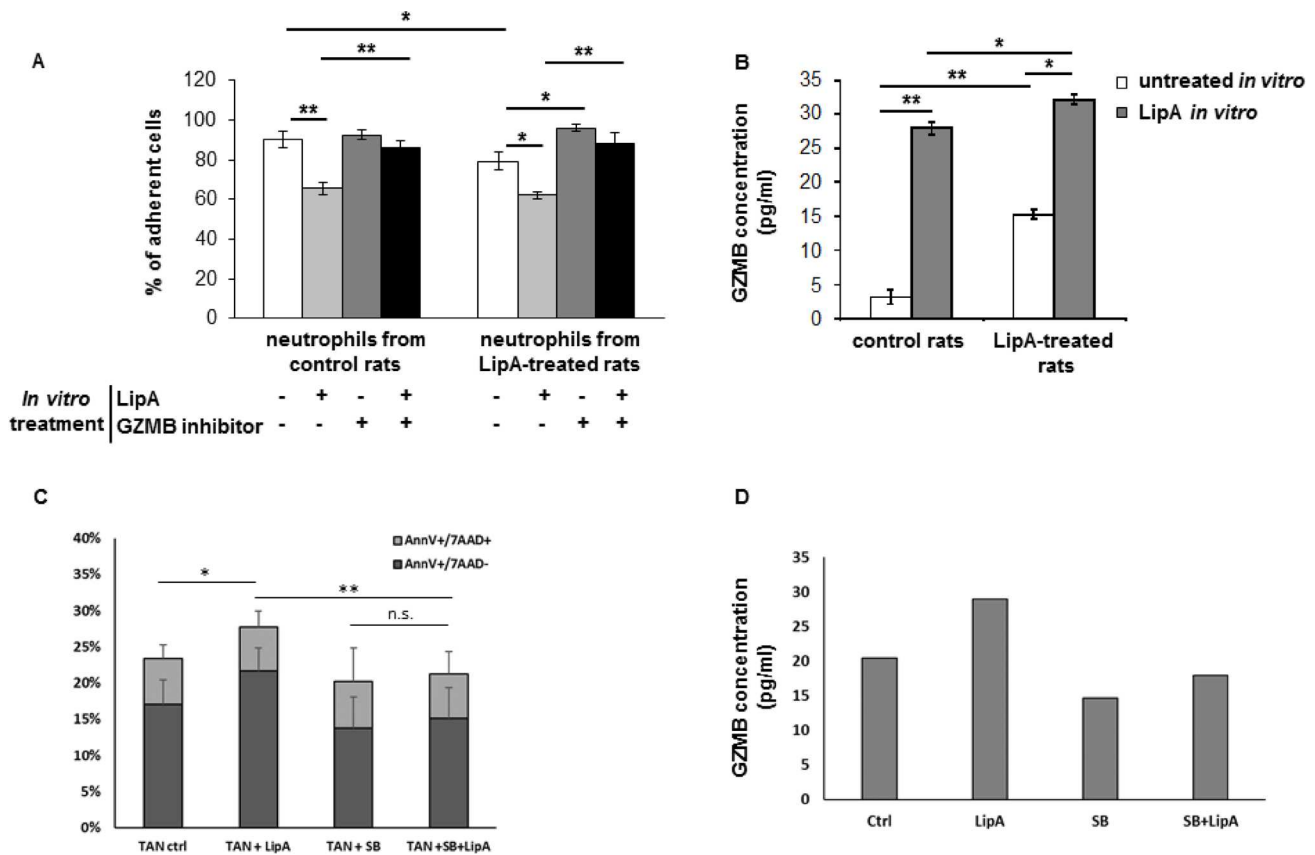 A
*
**
**
**
*
*
120
100
80
60
40
20
0
% of adherent cells
neutrophils from
control rats
neutrophils from
LipA-treated rats
In vitro
treatment
LipA - + - + - + - +
GZMB inhibitor - - + + - - + +
B
*
**
*
**
35
30
25
20
15
10
5
0
GZMB concentration
(pg/ml)
control rats
LipA-treated
rats
untreated in vitro
LipA in vitro
C
40%
35%
30%
25%
20%
15%
10%
5%
0%
AnnV+/7AAD+
AnnV+/7AAD-
*
**
n.s.
TAN ctrl
TAN + LipA
TAN + SB
TAN +SB+LipA
D
35
30
25
20
15
10
5
0
GZMB concentration
(pg/ml)
Ctrl
LipA
SB
SB+LipA